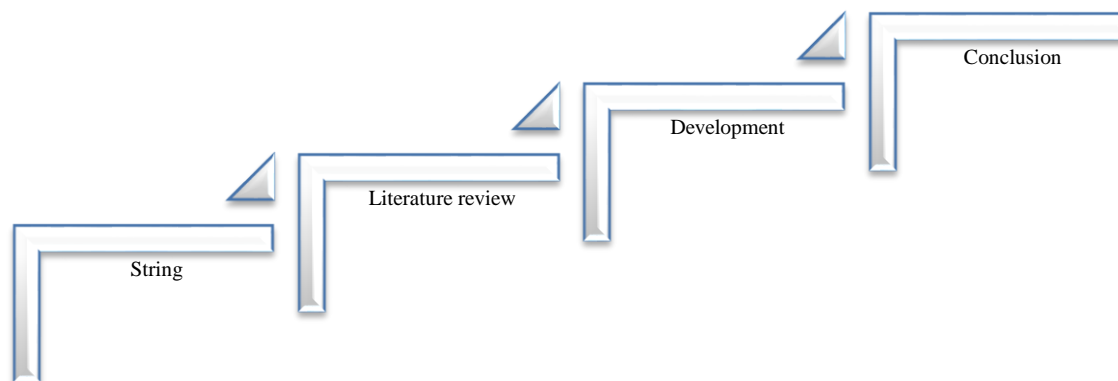 String
Literature review
Development
Conclusion